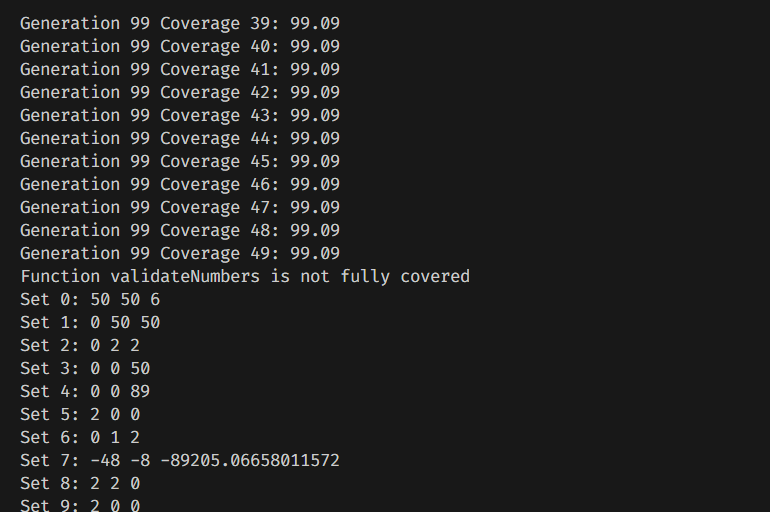 Generation 99 Coverage 39: 99.09
Generation 99 Coverage 40: 99.09
Generation 99 Coverage 41: 99.09
Generation 99 Coverage 42: 99.09
Generation 99 Coverage 43: 99.09
Generation 99 Coverage 44: 99.09
Generation 99 Coverage 45: 99.09
Generation 99 Coverage 46: 99.09
Generation 99 Coverage 47: 99.09
Generation 99 Coverage 48: 99.09
Generation 99 Coverage 49: 99.09
Function validateNumbers is not fully covered
Set 0: 50 50 6
Set 1: 0 50 50
Set 2: 0 2 2
Set 3: 0 0 50
Set 4: 0 0 89
Set 5: 2 0 0
Set 6: 0 1 2
Set 7: -48 -8 -89205.06658011572
Set 8: 2 2 0
Set 9: 2 0 0